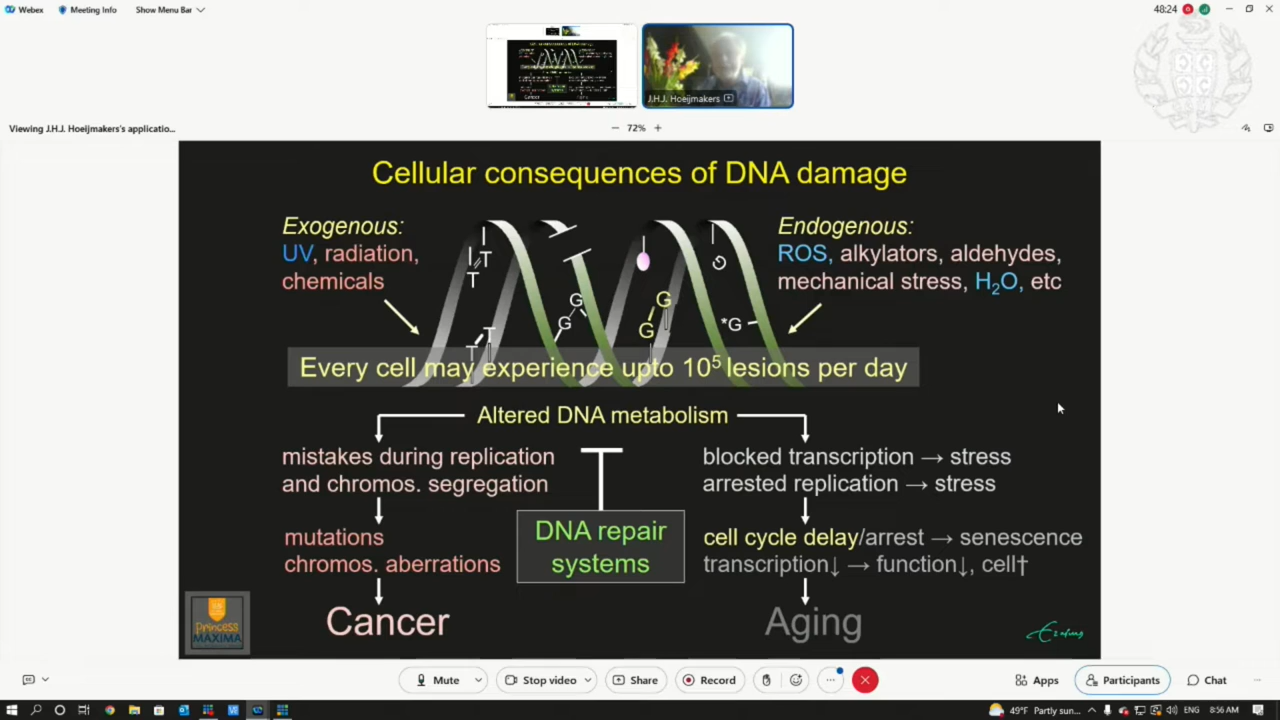 Webex
Meeting Info
Show Menu Bar
48:24
J.H.J. Hoeijmakers
Viewing J.H.J. Hoeijmakers's applicatio...
72%
Cellular consequences of DNA damage
Exogenous:
UV, radiation,
chemicals
Endogenous:
ROS, alkylators, aldehydes,
mechanical stress, H₂O, etc
T
T
T
T
G
G
G
G
*G
Every cell may experience upto 10⁵ lesions per day
Altered DNA metabolism
mistakes during replication
and chromos. segregation
blocked transcription → stress
arrested replication → stress
DNA repair
systems
mutations
chromos. aberrations
cell cycle delay/arrest → senescence
transcription↓ → function↓, cell†
Cancer
Aging
Princess
MAXIMA
Mute
Stop video
Share
Record
Apps
Participants
Chat
49°F Partly sun...
ENG
8:56 AM